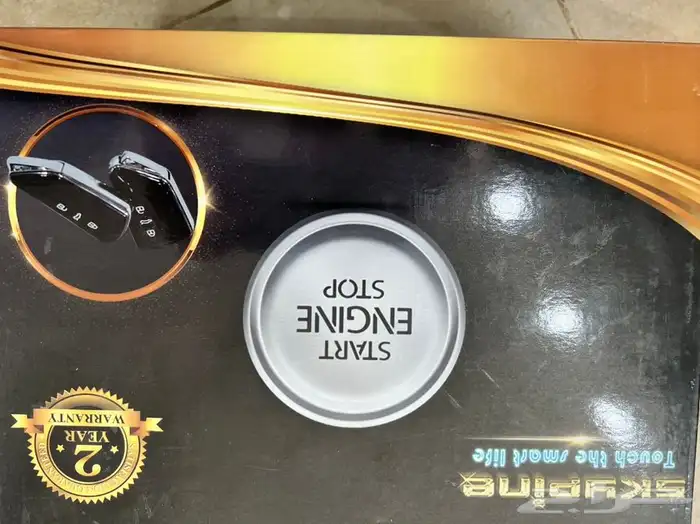 SKYPINE
Touch the smart life
START
ENGINE
STOP
2
YEAR
WARRANTY